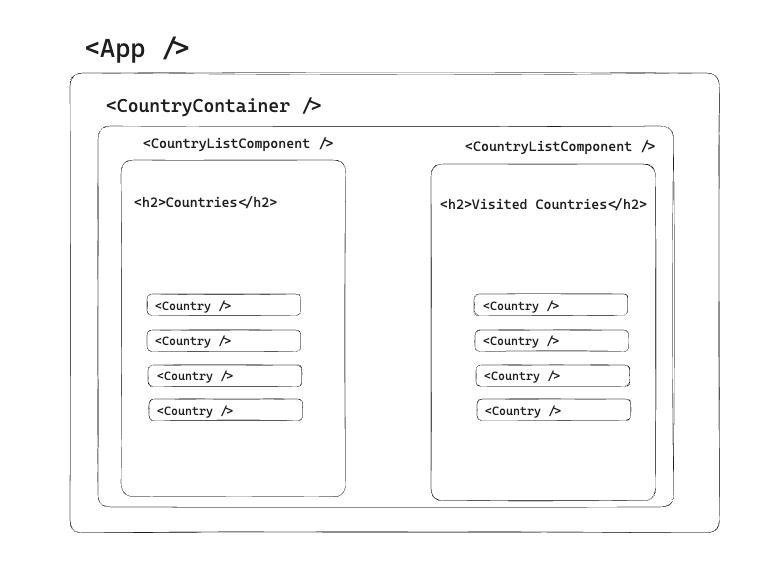 <App />
<CountryContainer />
<CountryListComponent />
<h2>Countries</h2>
<Country />
<Country />
<Country />
<Country />
<CountryListComponent />
<h2>Visited Countries</h2>
<Country />
<Country />
<Country />
<Country />